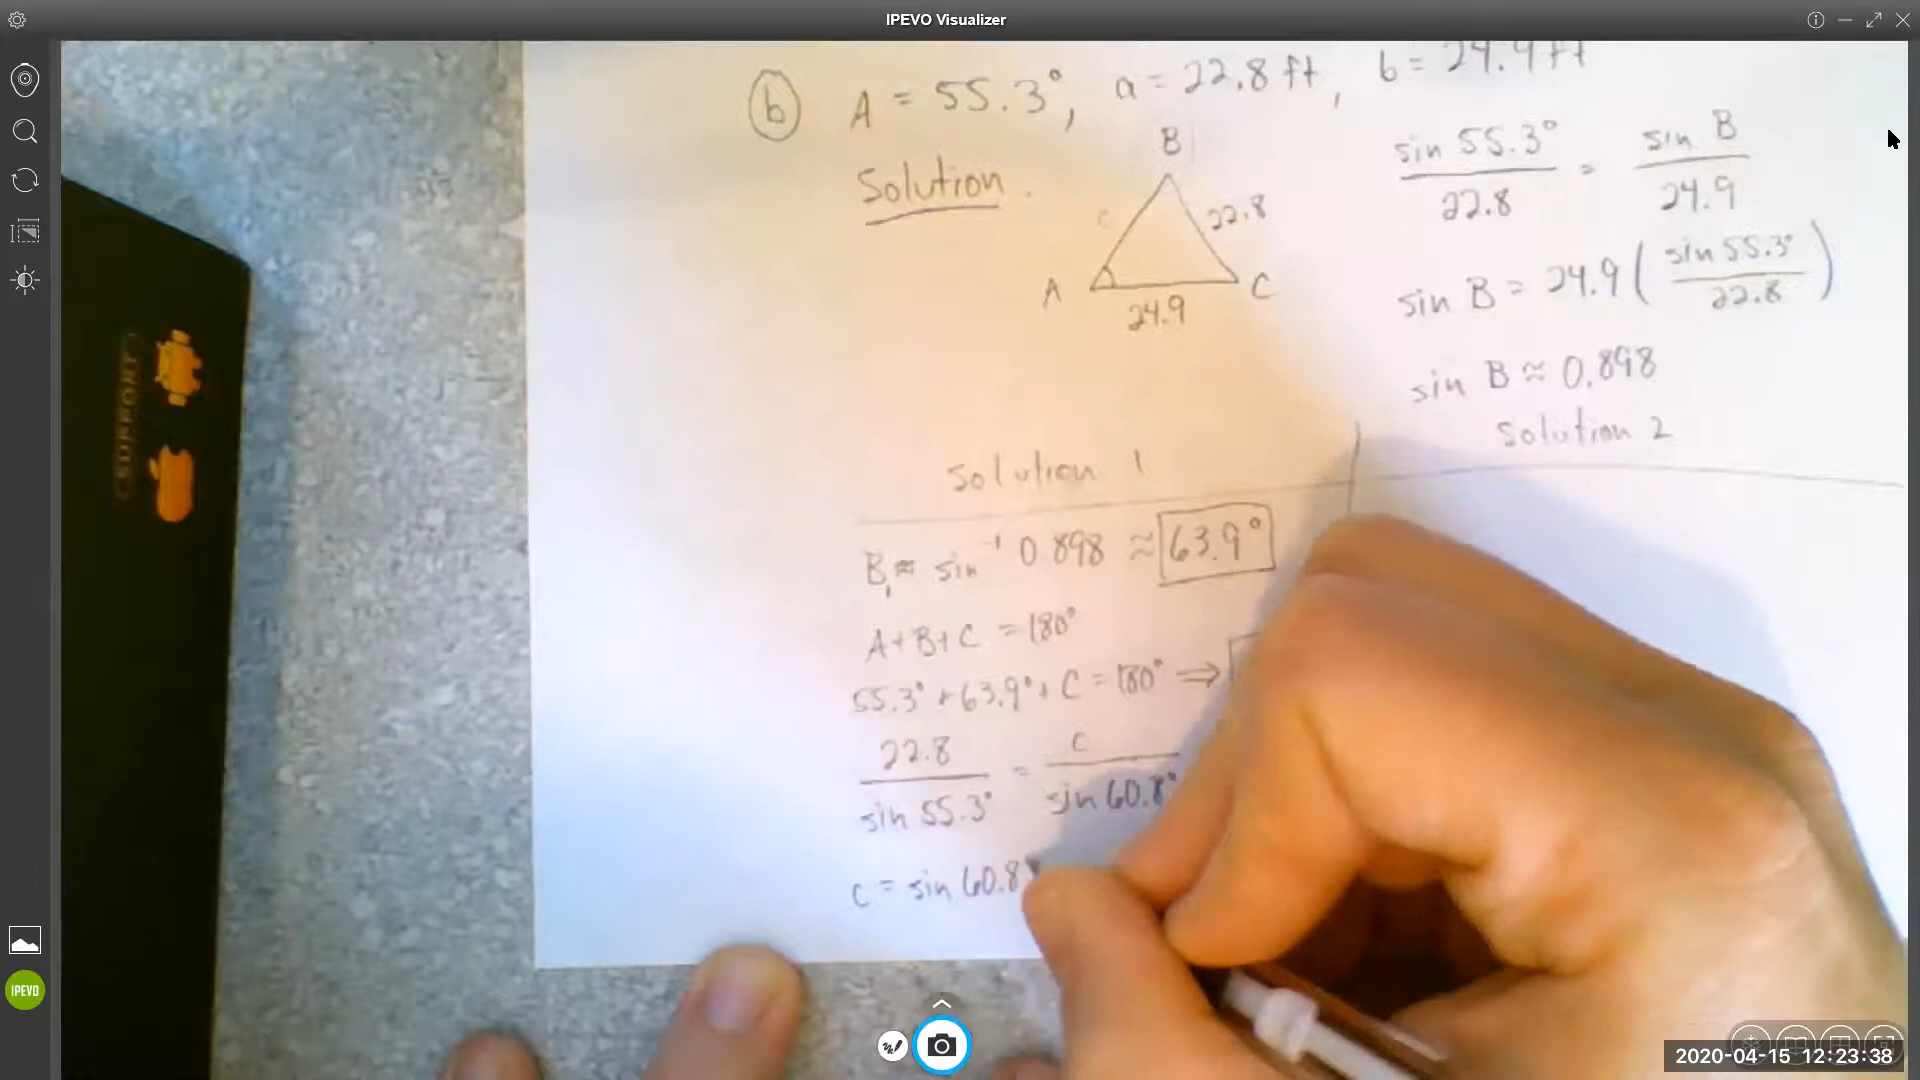 IPEVO Visualizer
b A = 55.3°, a = 22.8 ft, b = 24.9 ft
Solution
B
c 22.8
A C
24.9
sin 55.3° / 22.8 = sin B / 24.9
sin B = 24.9 ( sin 55.3° / 22.8 )
sin B ≈ 0.898
Solution 1
B₁ ≈ sin⁻¹ 0.898 ≈ 63.9°
A + B + C = 180°
55.3° + 63.9° + C = 180° ⇒
22.8 / sin 55.3° = c / sin 60.8°
c = sin 60.8
Solution 2
SUPPORT
IPEVO
2020-04-15 12:23:38